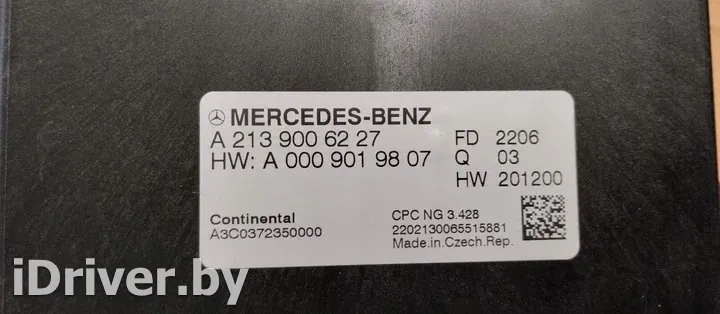 MERCEDES-BENZ
A 213 900 62 27 FD 2206
HW: A 000 901 98 07 Q 03
HW 201200
Continental CPC NG 3.428
A3C0372350000 2202130065515881
Made.in.Czech.Rep.
iDriver.by